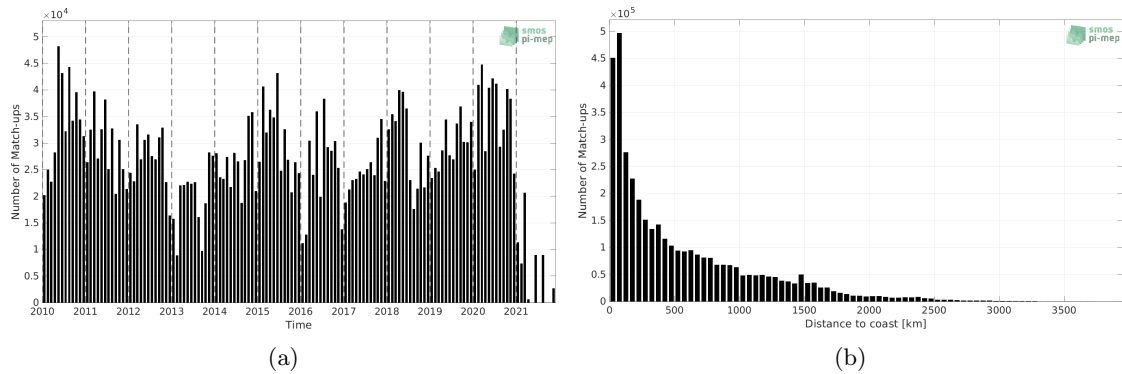 ×10⁴
5
4.5
4
3.5
3
2.5
2
1.5
1
0.5
0
Number of Match-ups
2010 2011 2012 2013 2014 2015 2016 2017 2018 2019 2020 2021
Time
smos
pi-mep
(a)
×10⁵
5
4.5
4
3.5
3
2.5
2
1.5
1
0.5
0
Number of Match-ups
0 500 1000 1500 2000 2500 3000 3500
Distance to coast [km]
smos
pi-mep
(b)